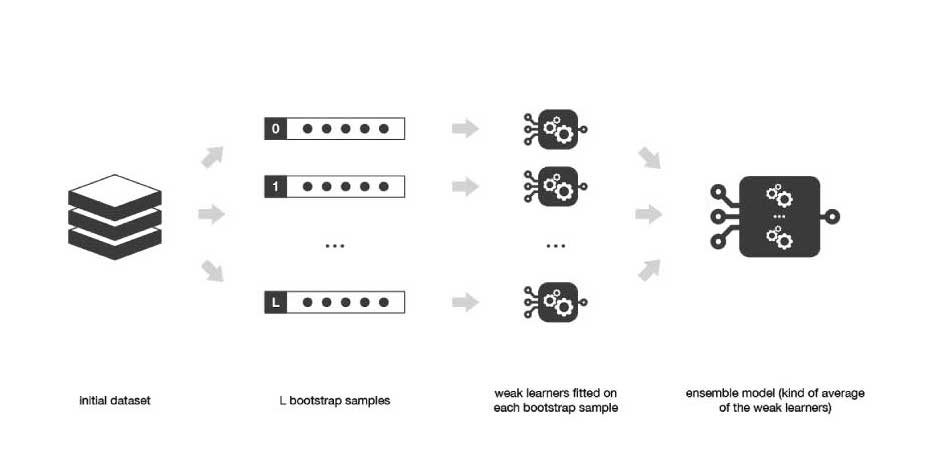 0
1
...
...
L
...
initial dataset
L bootstrap samples
weak learners fitted on
each bootstrap sample
ensemble model (kind of average
of the weak learners)